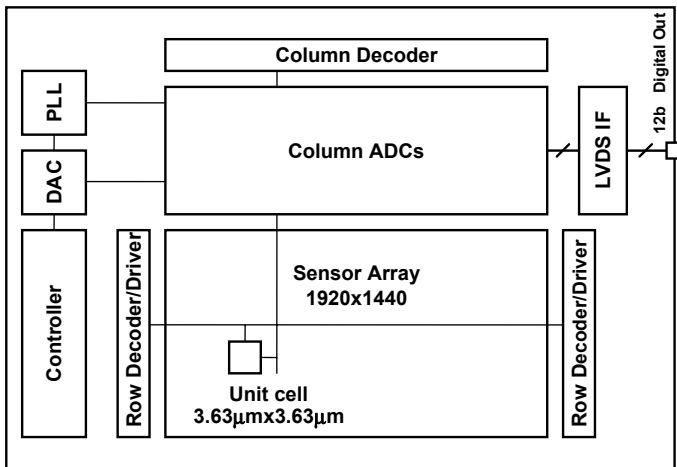 Column Decoder
12b Digital Out
PLL
Column ADCs
LVDS IF
DAC
Controller
Row Decoder/Driver
Sensor Array
1920x1440
Row Decoder/Driver
Unit cell
3.63μmx3.63μm